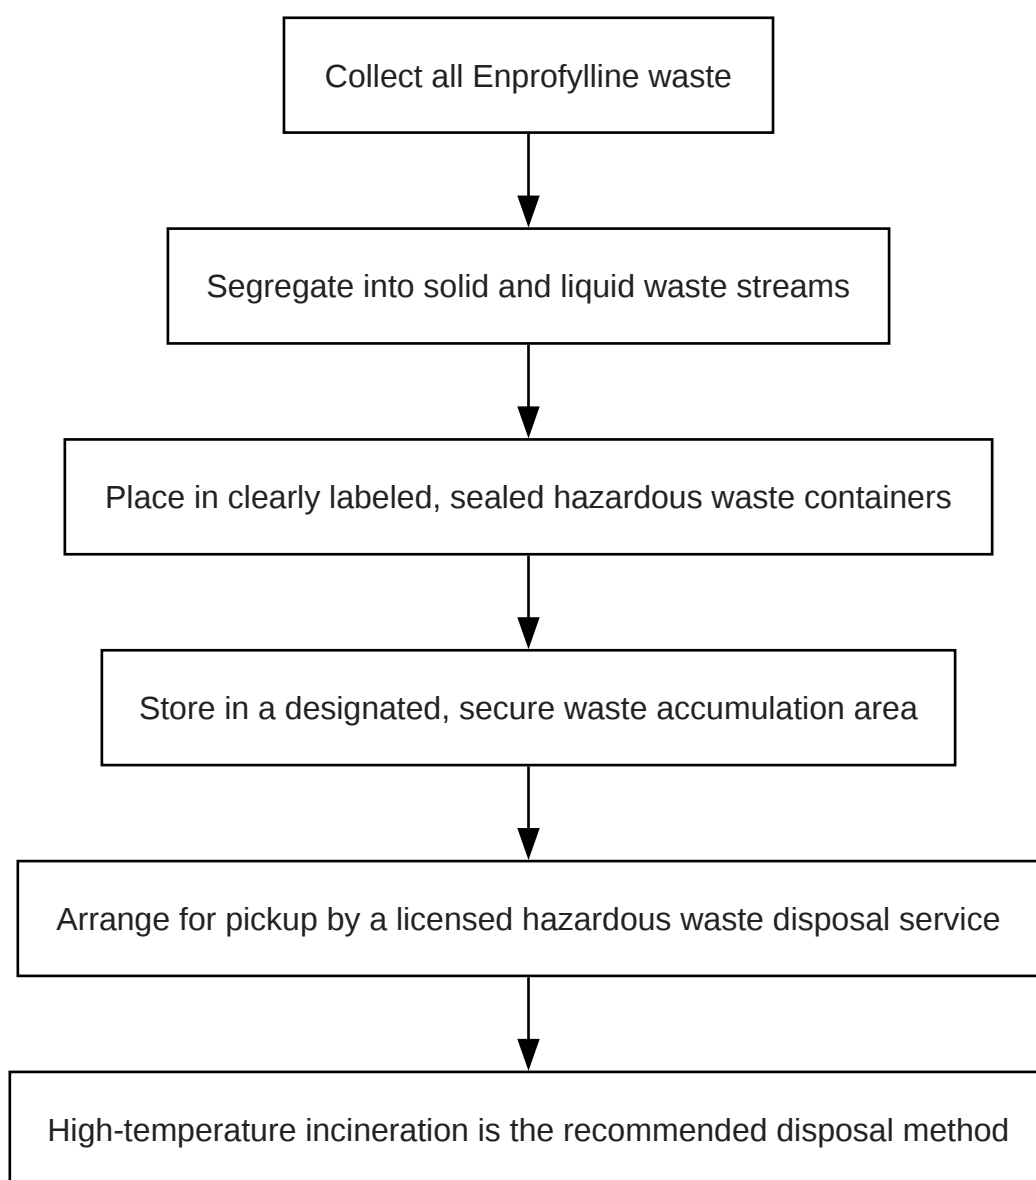 Collect all Enprofylline waste
Segregate into solid and liquid waste streams
Place in clearly labeled, sealed hazardous waste containers
Store in a designated, secure waste accumulation area
Arrange for pickup by a licensed hazardous waste disposal service
High-temperature incineration is the recommended disposal method